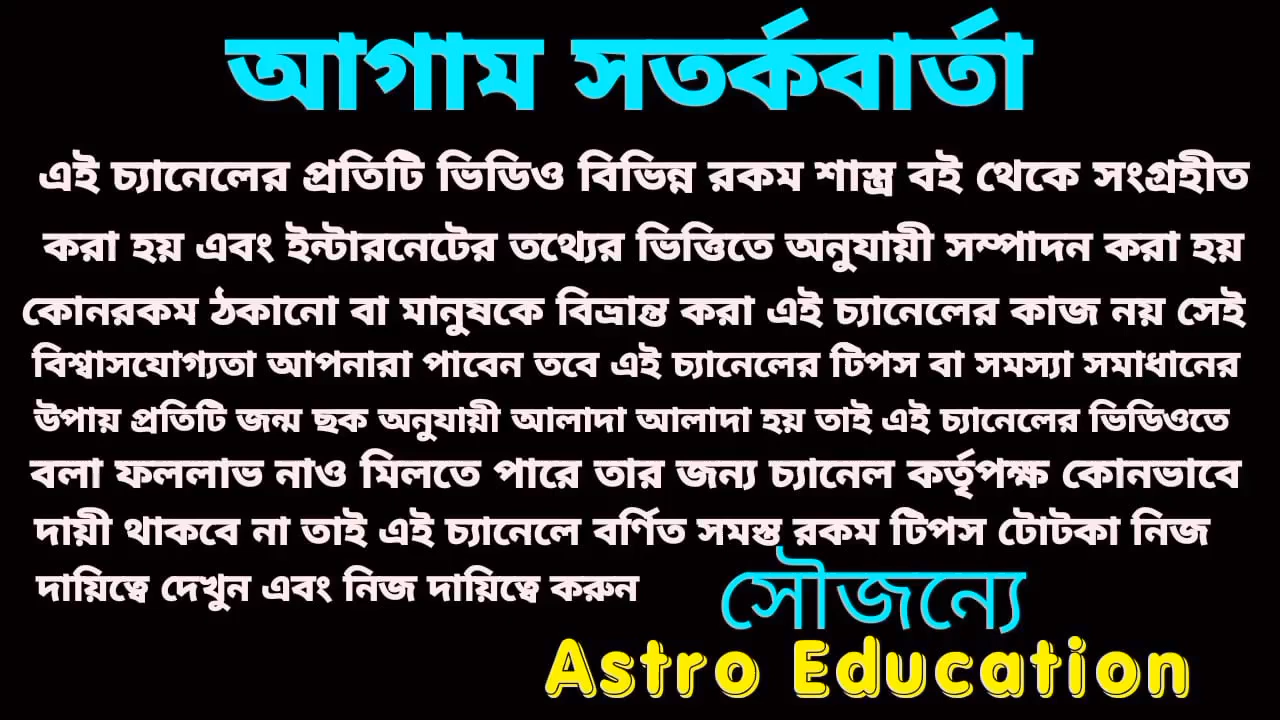 আগাম সতর্কবার্তা
এই চ্যানেলের প্রতিটি ভিডিও বিভিন্ন রকম শাস্ত্র বই থেকে সংগ্রহীত
করা হয় এবং ইন্টারনেটের তথ্যের ভিত্তিতে অনুযায়ী সম্পাদন করা হয়
কোনরকম ঠকানো বা মানুষকে বিভ্রান্ত করা এই চ্যানেলের কাজ নয় সেই
বিশ্বাসযোগ্যতা আপনারা পাবেন তবে এই চ্যানেলের টিপস বা সমস্যা সমাধানের
উপায় প্রতিটি জন্ম ছক অনুযায়ী আলাদা আলাদা হয় তাই এই চ্যানেলের ভিডিওতে
বলা ফললাভ নাও মিলতে পারে তার জন্য চ্যানেল কর্তৃপক্ষ কোনভাবে
দায়ী থাকবে না তাই এই চ্যানেলে বর্ণিত সমস্ত রকম টিপস টোটকা নিজ
দায়িত্বে দেখুন এবং নিজ দায়িত্বে করুন
সৌজন্যে
Astro Education